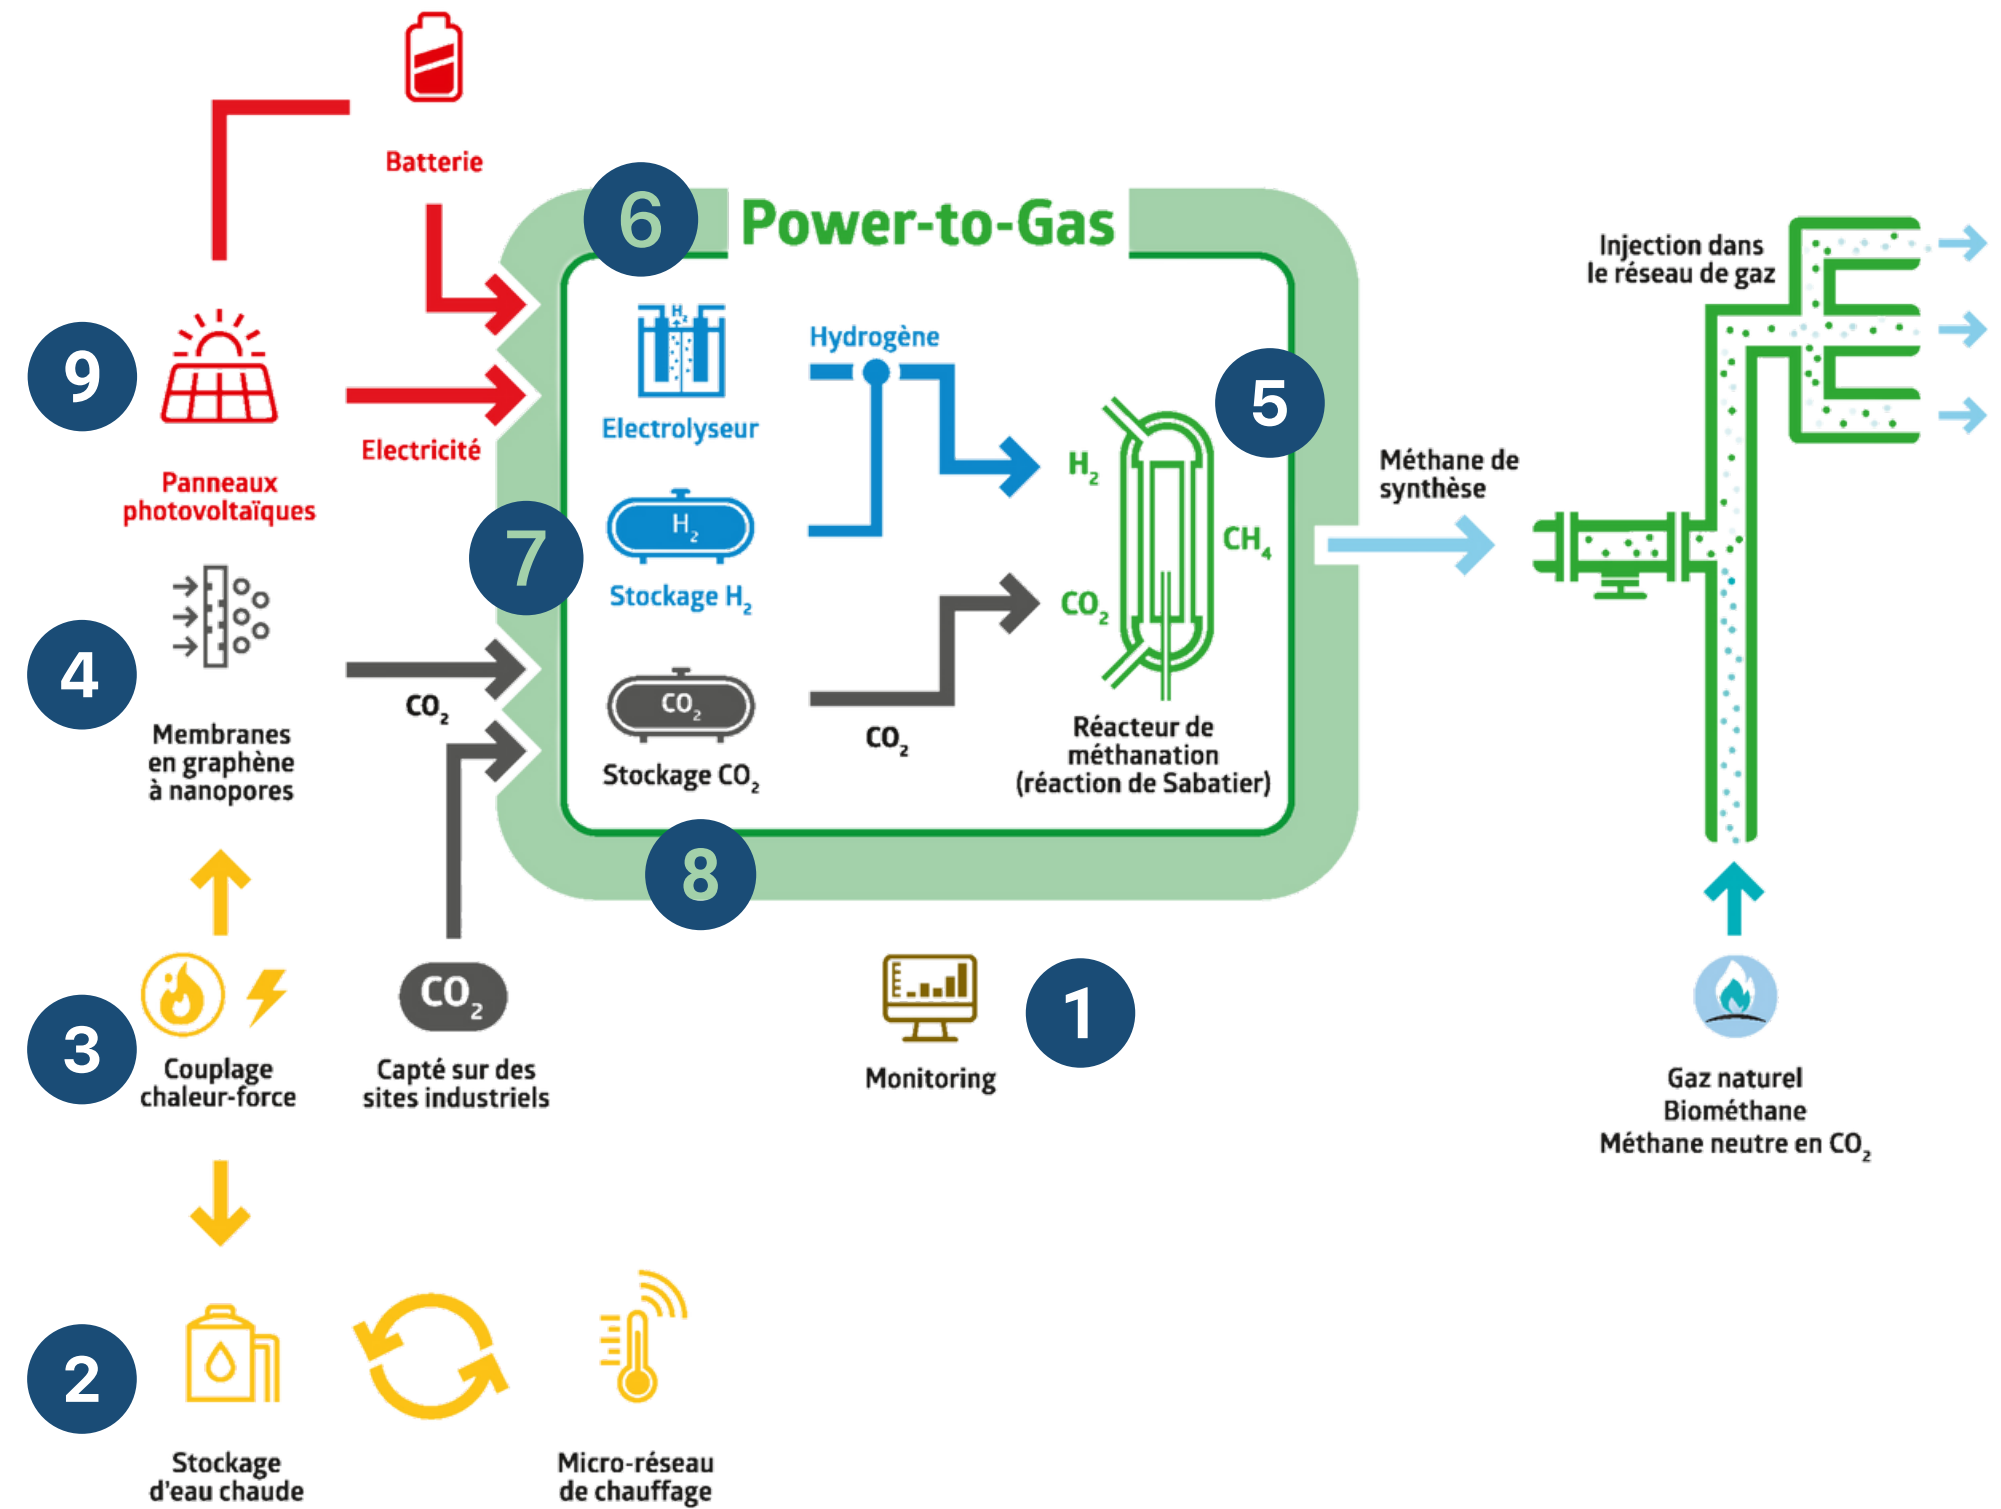 Batterie
6
Power-to-Gas
Injection dans
le réseau de gaz
9
Panneaux
photovoltaïques
Electricité
H2
Electrolyseur
Hydrogène
5
H2
CH4
CO2
Méthane de
synthèse
7
H2
Stockage H2
4
Membranes
en graphène
à nanopores
CO2
CO2
Stockage CO2
CO2
Réacteur de
méthanation
(réaction de Sabatier)
8
3
Couplage
chaleur-force
CO2
Capté sur des
sites industriels
Monitoring
1
Gaz naturel
Biométhane
Méthane neutre en CO2
2
Stockage
d'eau chaude
Micro-réseau
de chauffage